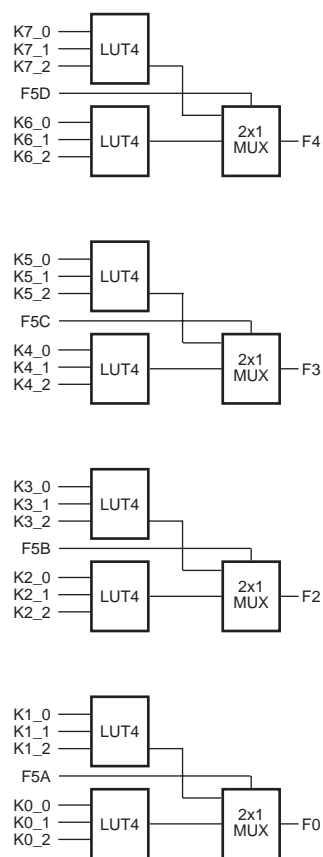 K7_0
K7_1
K7_2
LUT4
F5D
K6_0
K6_1
K6_2
LUT4
2x1
MUX
F4
K5_0
K5_1
K5_2
LUT4
F5C
K4_0
K4_1
K4_2
LUT4
2x1
MUX
F3
K3_0
K3_1
K3_2
LUT4
F5B
K2_0
K2_1
K2_2
LUT4
2x1
MUX
F2
K1_0
K1_1
K1_2
LUT4
F5A
K0_0
K0_1
K0_2
LUT4
2x1
MUX
F0